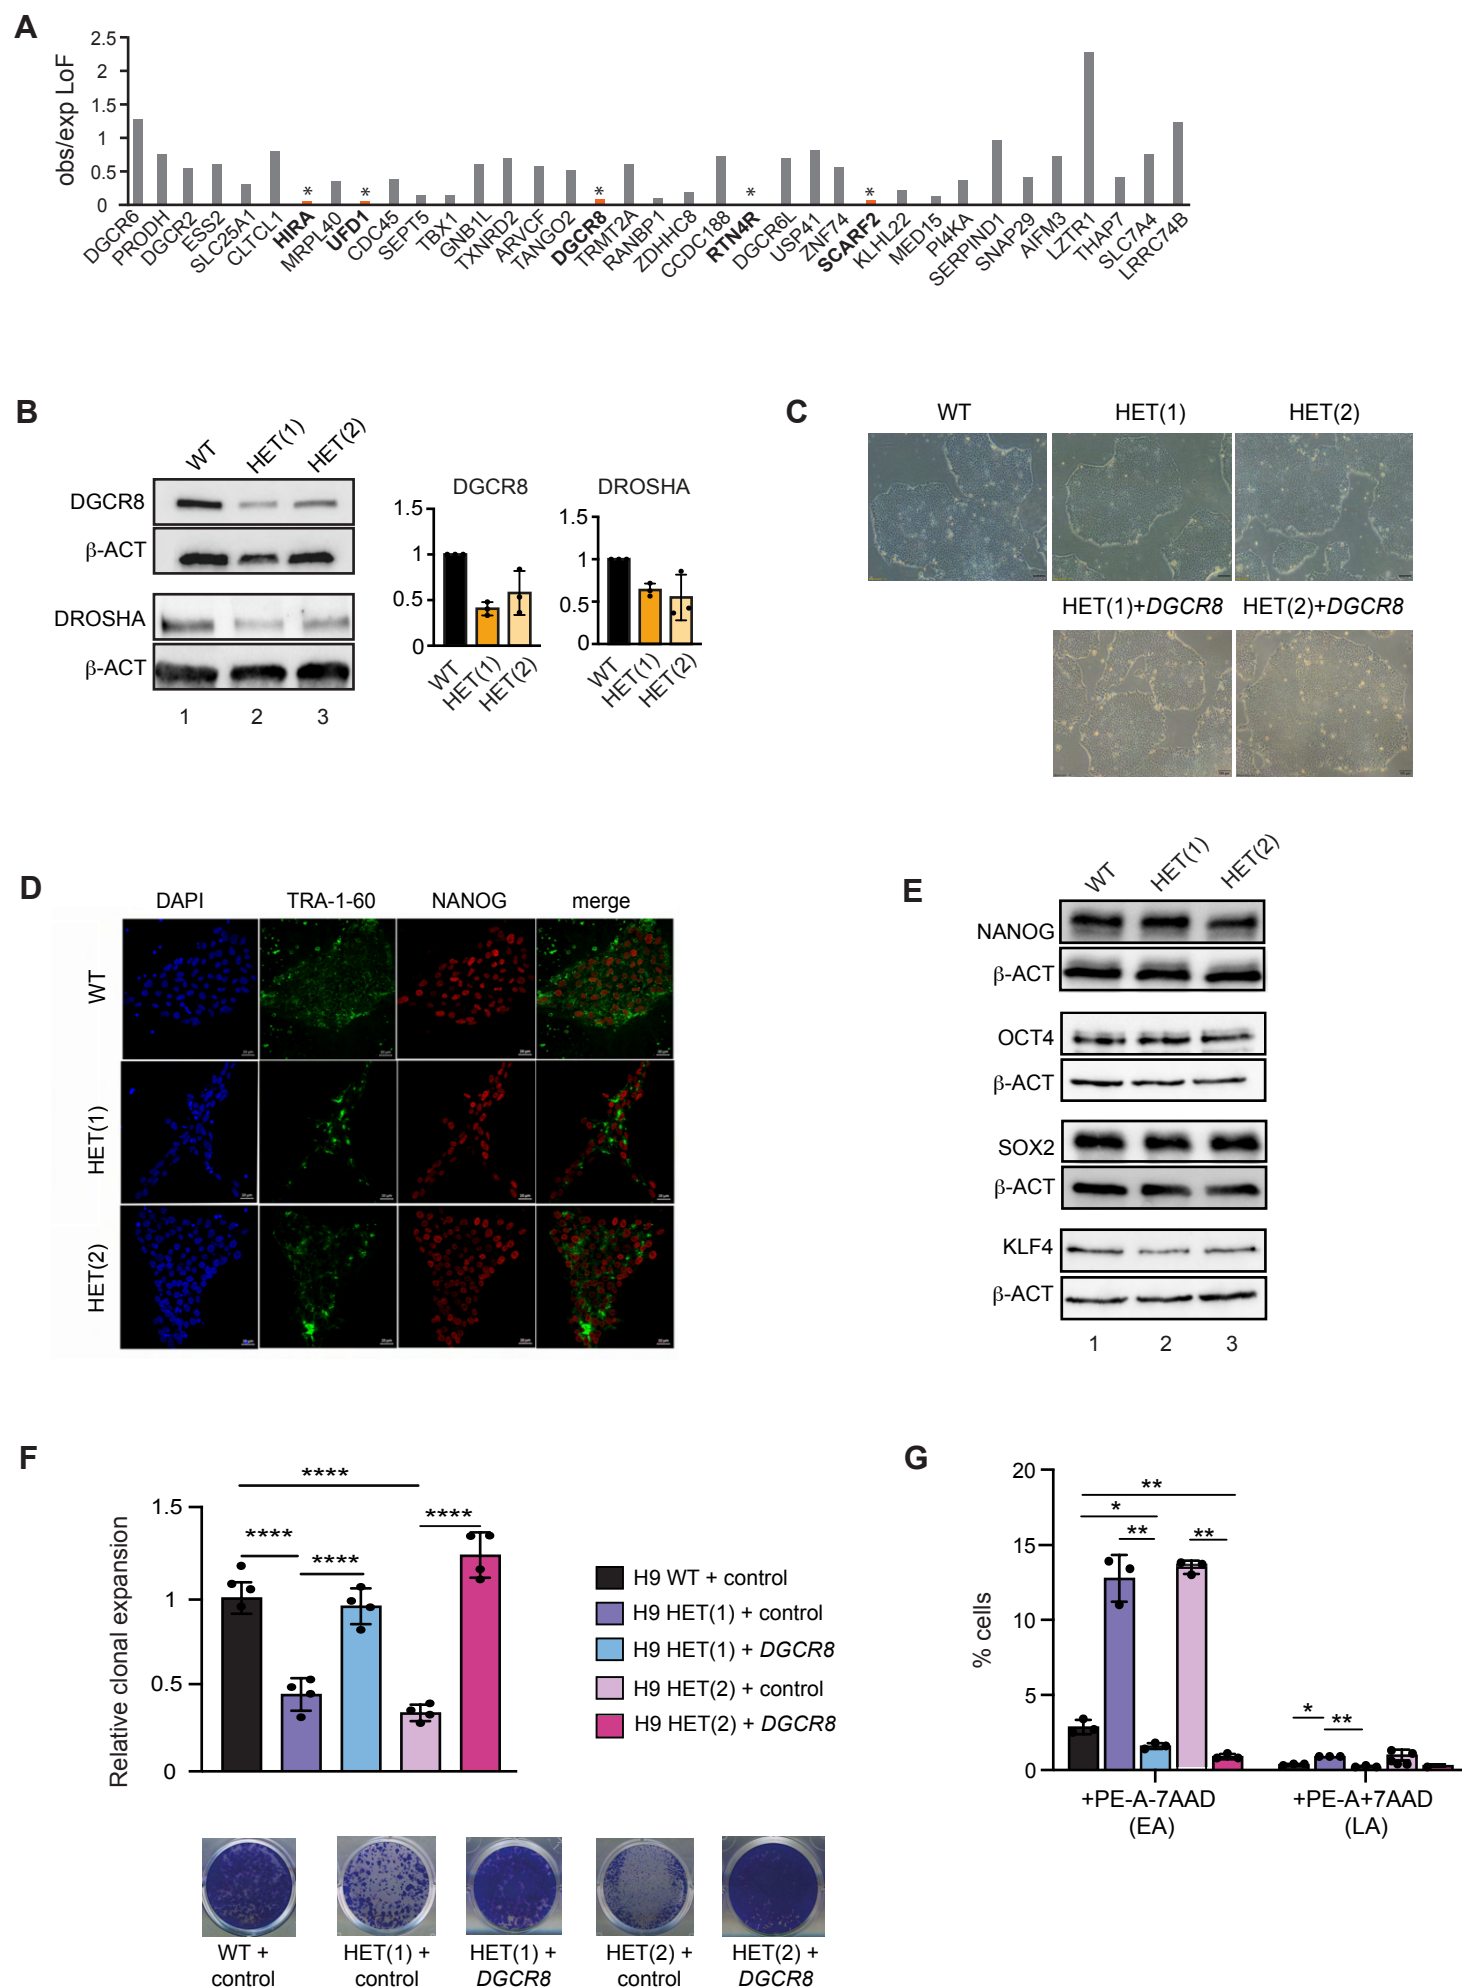 A
obs/exp LoF
2.5
2
1.5
1
0.5
0
* * * * *
DGCR6 PRODH DGCR2 ESS2 SLC25A1 CLTCL1 HIRA MRPL40 UFD1 CDC45 SEPT5 TBX1 GNB1L TXNRD2 ARVCF TANGO2 DGCR8 TRMT2A RANBP1 ZDHHC8 CCDC188 RTN4R DGCR6L USP41 ZNF74 SCARF2 KLHL22 MED15 PI4KA SERPIND1 SNAP29 AIFM3 LZTR1 THAP7 SLC7A4 LRRC74B
B
WT HET(1) HET(2)
DGCR8
β-ACT
DROSHA
β-ACT
1 2 3
DGCR8
1.5
1
0.5
0
WT HET(1) HET(2)
DROSHA
1.5
1
0.5
0
WT HET(1) HET(2)
C
WT HET(1) HET(2)
HET(1)+DGCR8 HET(2)+DGCR8
D
DAPI TRA-1-60 NANOG merge
WT
HET(1)
HET(2)
E
WT HET(1) HET(2)
NANOG
β-ACT
OCT4
β-ACT
SOX2
β-ACT
KLF4
β-ACT
1 2 3
F
Relative clonal expansion
1.5
1
0.5
0
****
**** **** ****
H9 WT + control
H9 HET(1) + control
H9 HET(1) + DGCR8
H9 HET(2) + control
H9 HET(2) + DGCR8
WT + control
HET(1) + control
HET(1) + DGCR8
HET(2) + control
HET(2) + DGCR8
G
% cells
20
15
10
5
0
**
*
** **
* **
+PE-A-7AAD
(EA)
+PE-A+7AAD
(LA)